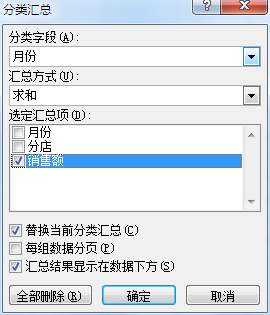 分类汇总
分类字段(A):
月份
汇总方式(U):
求和
选定汇总项(D):
月份
分店
销售额
替换当前分类汇总(C)
每组数据分页(P)
汇总结果显示在数据下方(S)
全部删除(R) 确定 取消